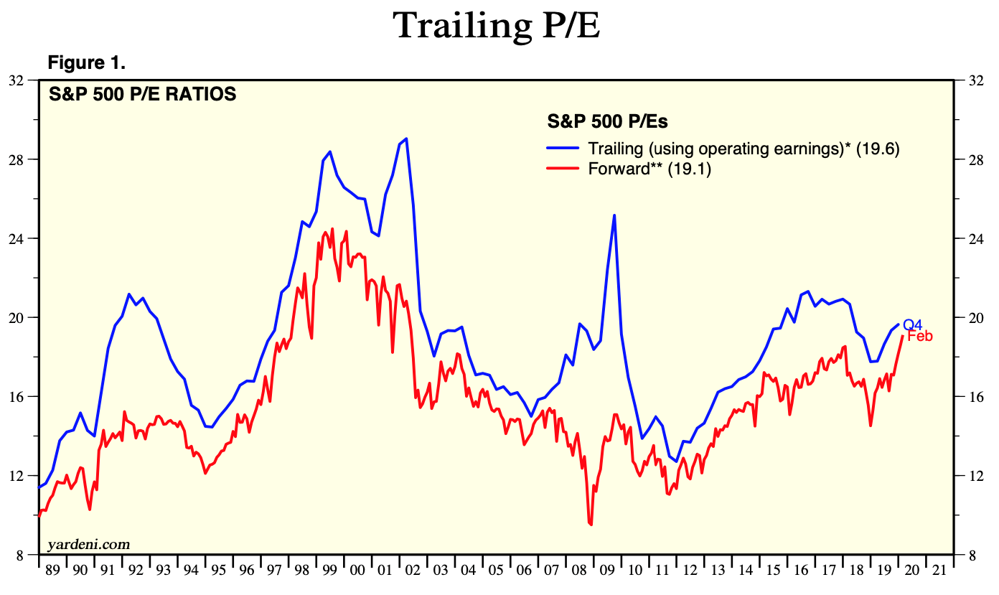 Trailing P/E
Figure 1.
S&P 500 P/E RATIOS
S&P 500 P/Es
Trailing (using operating earnings)* (19.6)
Forward** (19.1)
32
28
24
20
16
12
8
32
28
24
20
16
12
8
Q4
Feb
yardeni.com
89 90 91 92 93 94 95 96 97 98 99 00 01 02 03 04 05 06 07 08 09 10 11 12 13 14 15 16 17 18 19 20 21